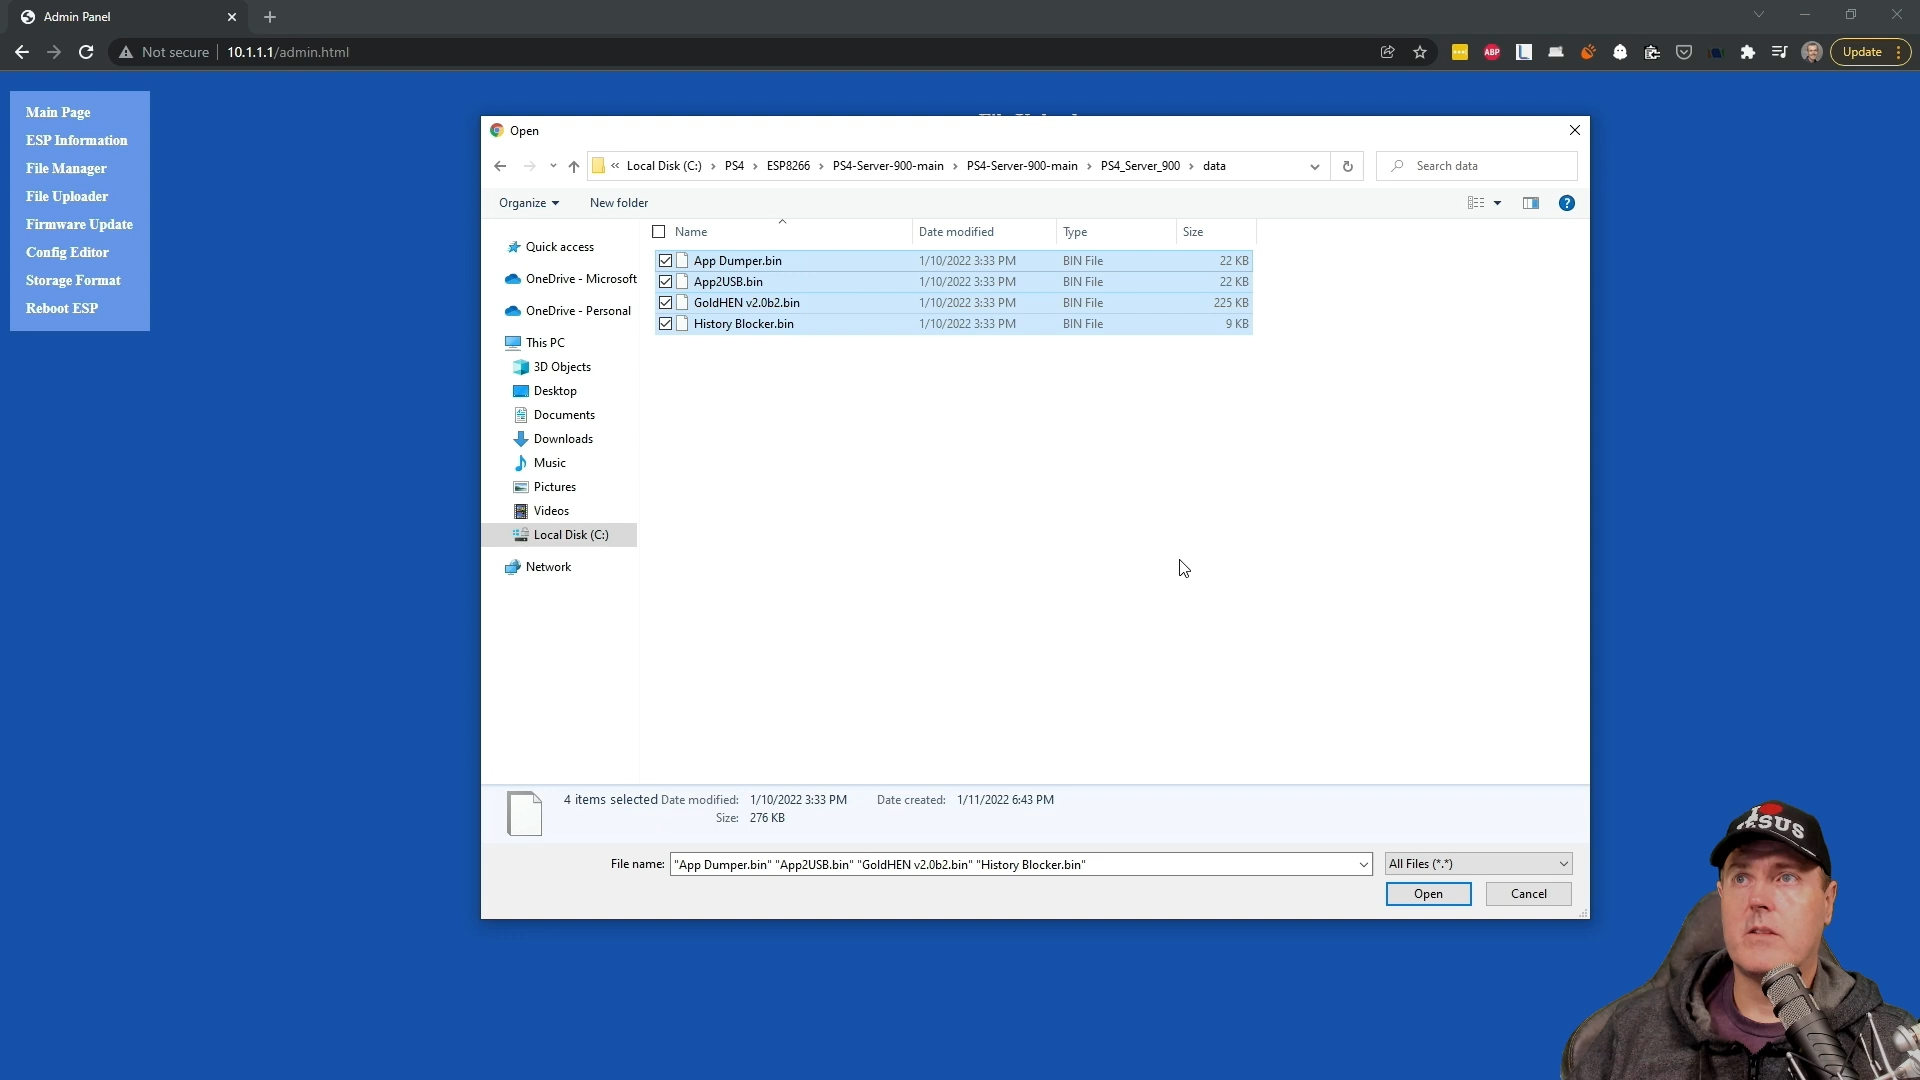 Admin Panel
Not secure
10.1.1.1/admin.html
ABP
Update
Main Page
ESP Information
File Manager
File Uploader
Firmware Update
Config Editor
Storage Format
Reboot ESP
Open
« Local Disk (C:) › PS4 › ESP8266 › PS4-Server-900-main › PS4-Server-900-main › PS4_Server_900 › data
Search data
Organize
New folder
Name
Date modified
Type
Size
Quick access
OneDrive - Microsoft
OneDrive - Personal
This PC
3D Objects
Desktop
Documents
Downloads
Music
Pictures
Videos
Local Disk (C:)
Network
App Dumper.bin 1/10/2022 3:33 PM BIN File 22 KB
App2USB.bin 1/10/2022 3:33 PM BIN File 22 KB
GoldHEN v2.0b2.bin 1/10/2022 3:33 PM BIN File 225 KB
History Blocker.bin 1/10/2022 3:33 PM BIN File 9 KB
4 items selected Date modified: 1/10/2022 3:33 PM Date created: 1/11/2022 6:43 PM
Size: 276 KB
File name: "App Dumper.bin" "App2USB.bin" "GoldHEN v2.0b2.bin" "History Blocker.bin"
All Files (*.*)
Open
Cancel